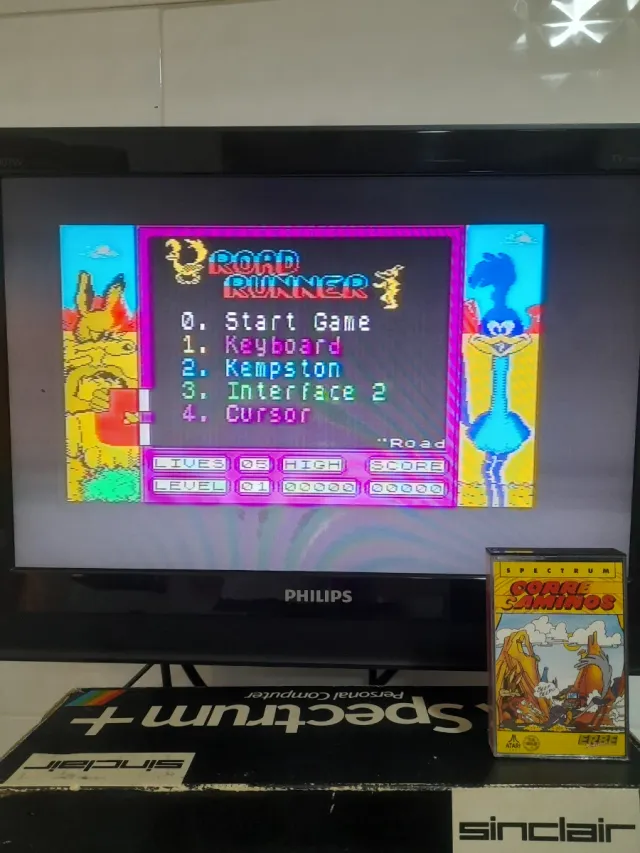 ROAD
RUNNER
0. Start Game
1. Keyboard
2. Kempston
3. Interface 2
4. Cursor
"Road
LIVES 05 HIGH SCORE
LEVEL 01 00000 00000
PHILIPS
SPECTRUM
CORRE
CAMINOS
ATARI
ERBE
Personal Computer
Spectrum+
sinclair
sinclair